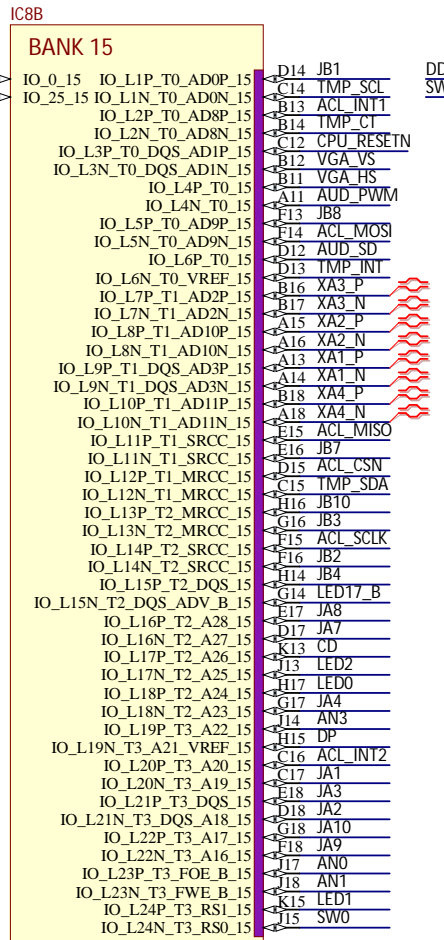 IC8B
BANK 15
IO_0_15 IO_L1P_T0_AD0P_15 D14 JB1
IO_25_15 IO_L1N_T0_AD0N_15 C14 TMP_SCL
IO_L2P_T0_AD8P_15 B13 ACL_INT1
IO_L2N_T0_AD8N_15 B14 TMP_CT
IO_L3P_T0_DQS_AD1P_15 C12 CPU_RESETN
IO_L3N_T0_DQS_AD1N_15 B12 VGA_VS
IO_L4P_T0_15 B11 VGA_HS
IO_L4N_T0_15 A11 AUD_PWM
IO_L5P_T0_AD9P_15 F13 JB8
IO_L5N_T0_AD9N_15 F14 ACL_MOSI
IO_L6P_T0_15 D12 AUD_SD
IO_L6N_T0_VREF_15 D13 TMP_INT
IO_L7P_T1_AD2P_15 B16 XA3_P
IO_L7N_T1_AD2N_15 B17 XA3_N
IO_L8P_T1_AD10P_15 A15 XA2_P
IO_L8N_T1_AD10N_15 A16 XA2_N
IO_L9P_T1_DQS_AD3P_15 A13 XA1_P
IO_L9N_T1_DQS_AD3N_15 A14 XA1_N
IO_L10P_T1_AD11P_15 B18 XA4_P
IO_L10N_T1_AD11N_15 A18 XA4_N
IO_L11P_T1_SRCC_15 E15 ACL_MISO
IO_L11N_T1_SRCC_15 E16 JB7
IO_L12P_T1_MRCC_15 D15 ACL_CSN
IO_L12N_T1_MRCC_15 C15 TMP_SDA
IO_L13P_T2_MRCC_15 H16 JB10
IO_L13N_T2_MRCC_15 G16 JB3
IO_L14P_T2_SRCC_15 F15 ACL_SCLK
IO_L14N_T2_SRCC_15 F16 JB2
IO_L15P_T2_DQS_15 H14 JB4
IO_L15N_T2_DQS_ADV_B_15 G14 LED17_B
IO_L16P_T2_A28_15 E17 JA8
IO_L16N_T2_A27_15 D17 JA7
IO_L17P_T2_A26_15 K13 CD
IO_L17N_T2_A25_15 J13 LED2
IO_L18P_T2_A24_15 H17 LED0
IO_L18N_T2_A23_15 G17 JA4
IO_L19P_T3_A22_15 J14 AN3
IO_L19N_T3_A21_VREF_15 H15 DP
IO_L20P_T3_A20_15 C16 ACL_INT2
IO_L20N_T3_A19_15 C17 JA1
IO_L21P_T3_DQS_15 E18 JA3
IO_L21N_T3_DQS_A18_15 D18 JA2
IO_L22P_T3_A17_15 G18 JA10
IO_L22N_T3_A16_15 F18 JA9
IO_L23P_T3_FOE_B_15 J17 AN0
IO_L23N_T3_FWE_B_15 J18 AN1
IO_L24P_T3_RS1_15 K15 LED1
IO_L24N_T3_RS0_15 J15 SW0